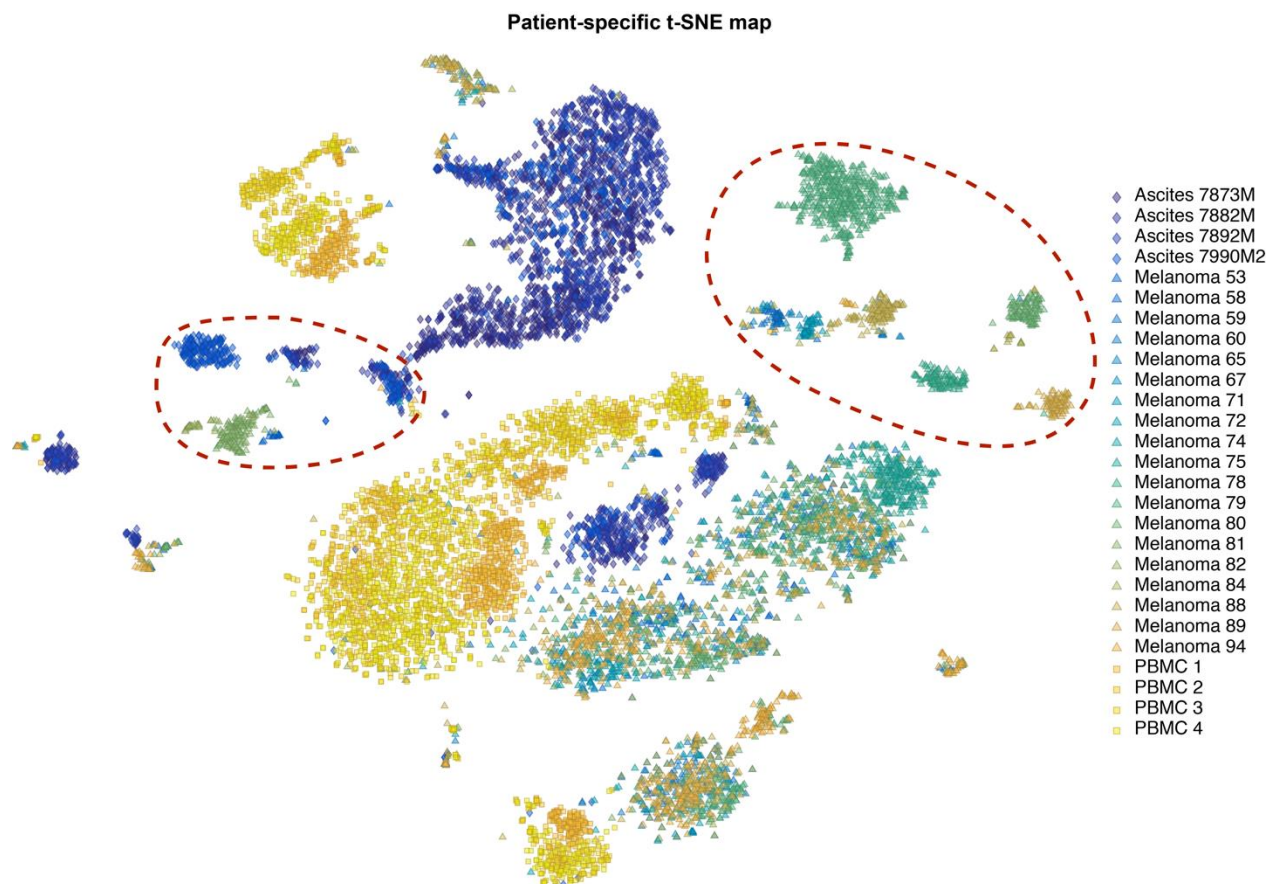 Patient-specific t-SNE map
Ascites 7873M
Ascites 7882M
Ascites 7892M
Ascites 7990M2
Melanoma 53
Melanoma 58
Melanoma 59
Melanoma 60
Melanoma 65
Melanoma 67
Melanoma 71
Melanoma 72
Melanoma 74
Melanoma 75
Melanoma 78
Melanoma 79
Melanoma 80
Melanoma 81
Melanoma 82
Melanoma 84
Melanoma 88
Melanoma 89
Melanoma 94
PBMC 1
PBMC 2
PBMC 3
PBMC 4